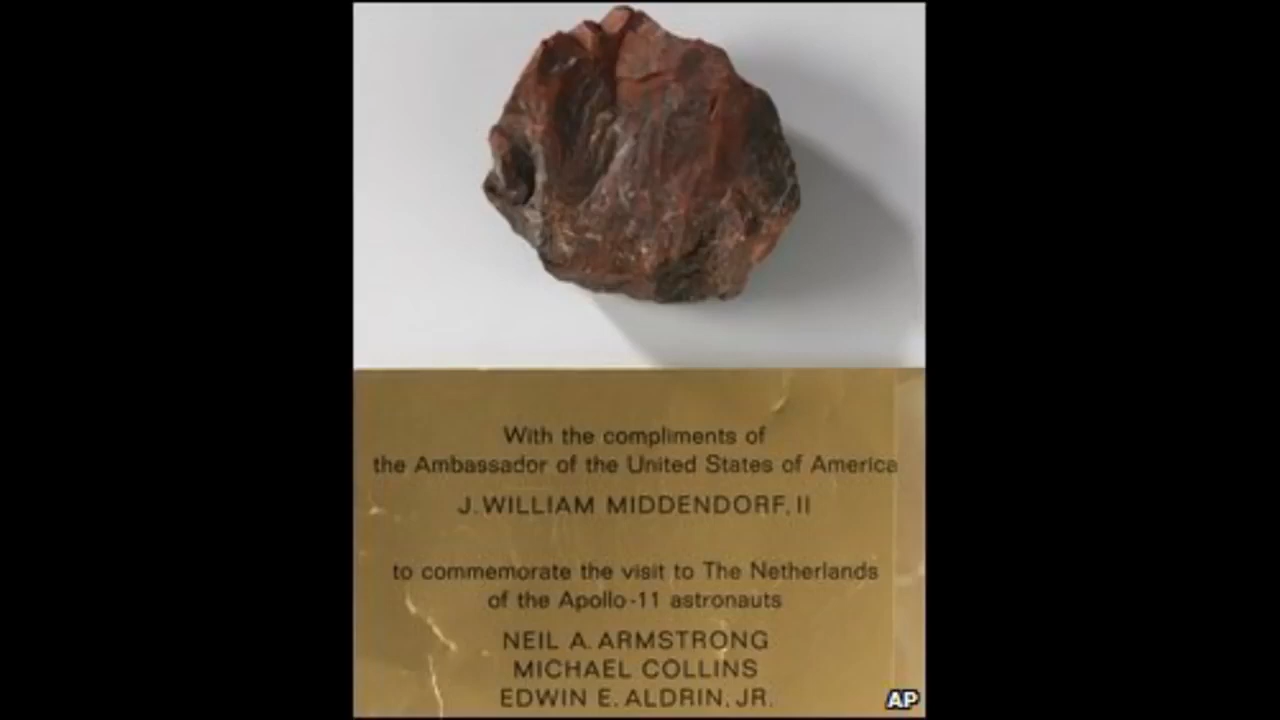 With the compliments of
the Ambassador of the United States of America
J. WILLIAM MIDDENDORF, II
to commemorate the visit to The Netherlands
of the Apollo-11 astronauts
NEIL A. ARMSTRONG
MICHAEL COLLINS
EDWIN E. ALDRIN, JR.
AP